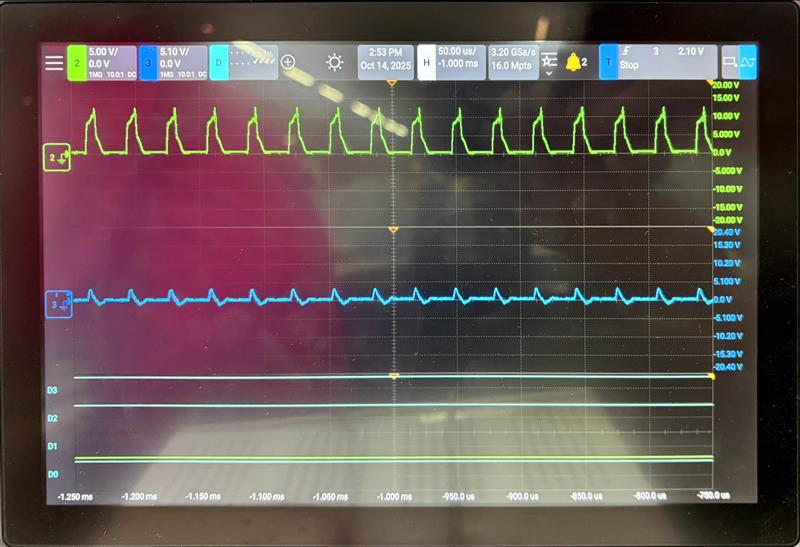 2
5.00 V/
0.0 V
1MΩ 10.0:1 DC
3
5.10 V/
0.0 V
1MΩ 10.0:1 DC
D
2:53 PM
Oct 14, 2025
H
50.00 us/
-1.000 ms
3.20 GSa/s
16.0 Mpts
2
T
3 2.10 V
Stop
20.00 V
15.00 V
10.00 V
5.000 V
0.0 V
-5.000 V
-10.00 V
-15.00 V
-20.00 V
2
20.40 V
15.30 V
10.20 V
5.100 V
0.0 V
-5.100 V
-10.20 V
-15.30 V
-20.40 V
3
D3
D2
D1
D0
-1.250 ms
-1.200 ms
-1.150 ms
-1.100 ms
-1.050 ms
-1.000 ms
-950.0 us
-900.0 us
-850.0 us
-800.0 us